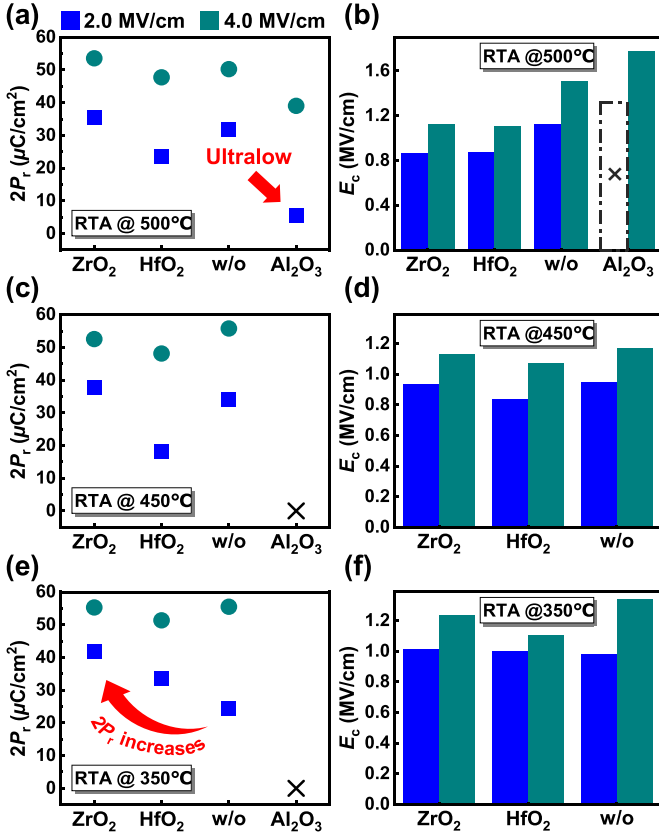 (a) 2.0 MV/cm 4.0 MV/cm
60
50
40
30
20
10
0
2Pr (µC/cm²)
Ultralow
RTA @ 500℃
ZrO₂ HfO₂ w/o Al₂O₃
(b)
1.6
1.2
0.8
0.4
0.0
Ec (MV/cm)
RTA @500℃
×
ZrO₂ HfO₂ w/o Al₂O₃
(c)
60
50
40
30
20
10
0
2Pr (µC/cm²)
RTA @ 450℃
×
ZrO₂ HfO₂ w/o Al₂O₃
(d)
1.2
1.0
0.8
0.6
0.4
0.2
0.0
Ec (MV/cm)
RTA @450℃
ZrO₂ HfO₂ w/o
(e)
60
50
40
30
20
10
0
2Pr (µC/cm²)
2Pr increases
RTA @ 350℃
×
ZrO₂ HfO₂ w/o Al₂O₃
(f)
1.2
1.0
0.8
0.6
0.4
0.2
0.0
Ec (MV/cm)
RTA @350℃
ZrO₂ HfO₂ w/o